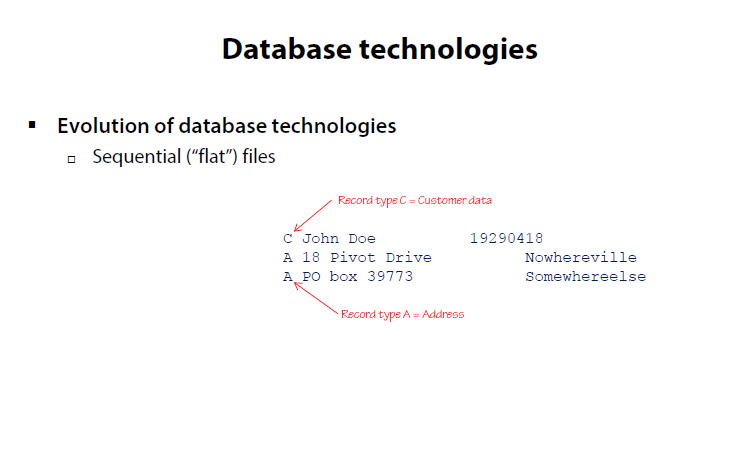 Database technologies
Evolution of database technologies
Sequential (“flat”) files
Record type C = Customer data
C John Doe 19290418
A 18 Pivot Drive Nowhereville
A PO box 39773 Somewhereelse
Record type A = Address